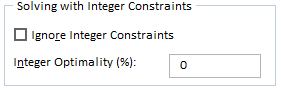 Solving with Integer Constraints
Ignore Integer Constraints
Integer Optimality (%): 0